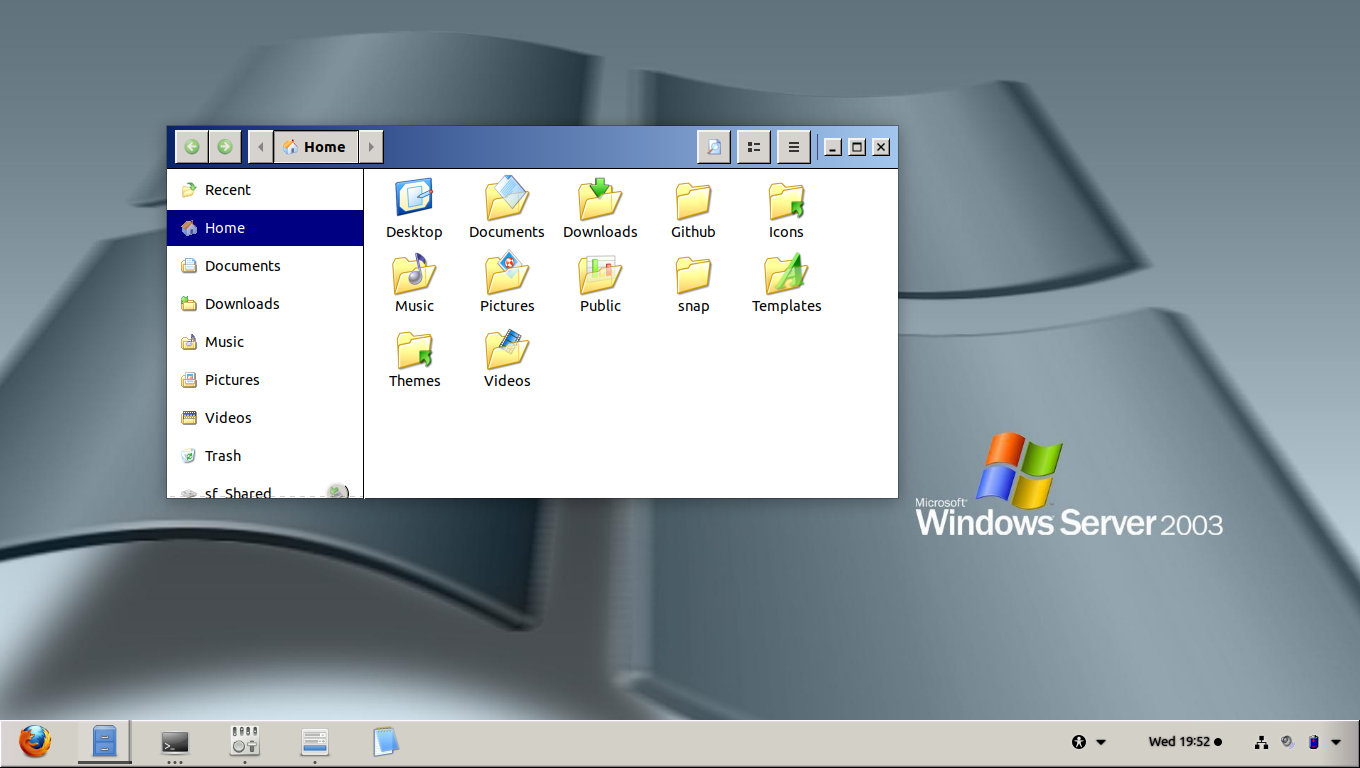 Home
Recent
Home
Documents
Downloads
Music
Pictures
Videos
Trash
sf_Shared
Desktop
Documents
Downloads
Github
Icons
Music
Pictures
Public
snap
Templates
Themes
Videos
Microsoft®
Windows Server 2003
Wed 19:52